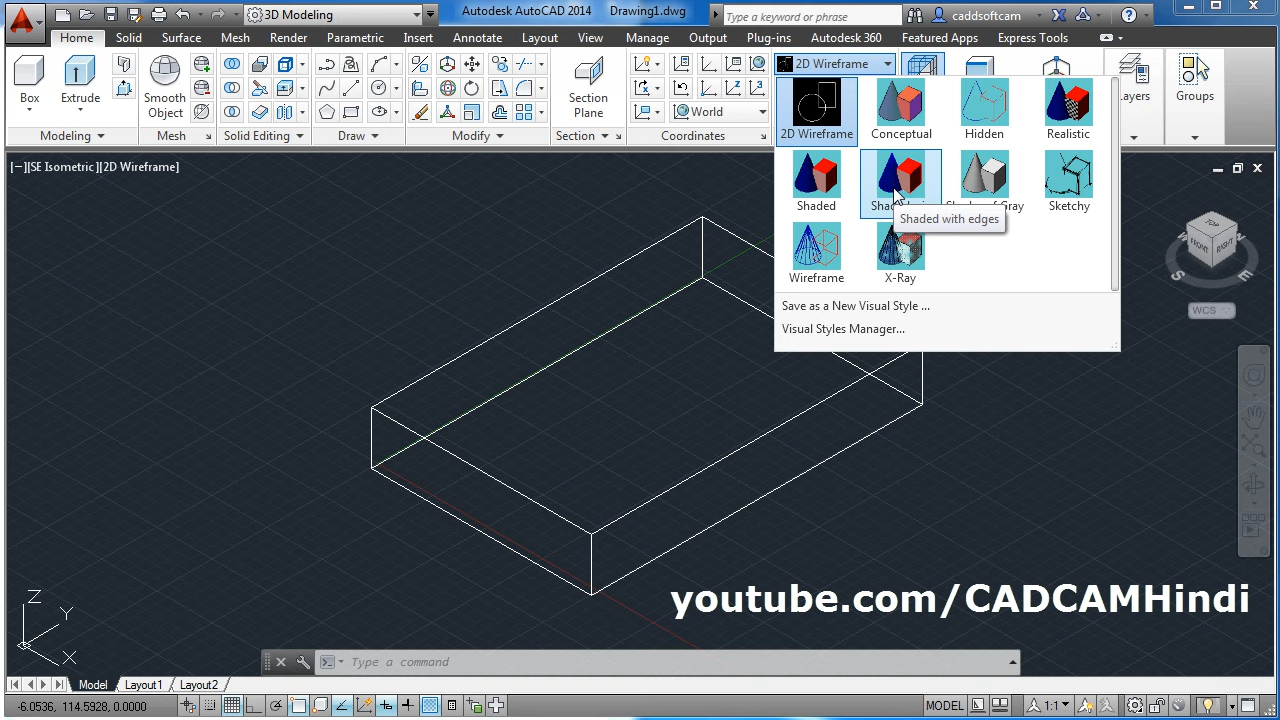 3D Modeling
Autodesk AutoCAD 2014 Drawing1.dwg
Type a keyword or phrase
caddsoftcam
Home Solid Surface Mesh Render Parametric Insert Annotate Layout View Manage Output Plug-ins Autodesk 360 Featured Apps Express Tools
2D Wireframe
Box Extrude Smooth Object Section Plane World Layers Groups
Modeling Mesh Solid Editing Draw Modify Section Coordinates
2D Wireframe Conceptual Hidden Realistic
Shaded Sketchy
Shaded with edges
Wireframe X-Ray
Save as a New Visual Style ...
Visual Styles Manager...
[−][SE Isometric][2D Wireframe]
TOP
FRONT RIGHT
W N
S E
WCS
youtube.com/CADCAMHindi
Z
Y
X
Type a command
Model Layout1 Layout2
-6.0536, 114.5928, 0.0000
MODEL
1:1